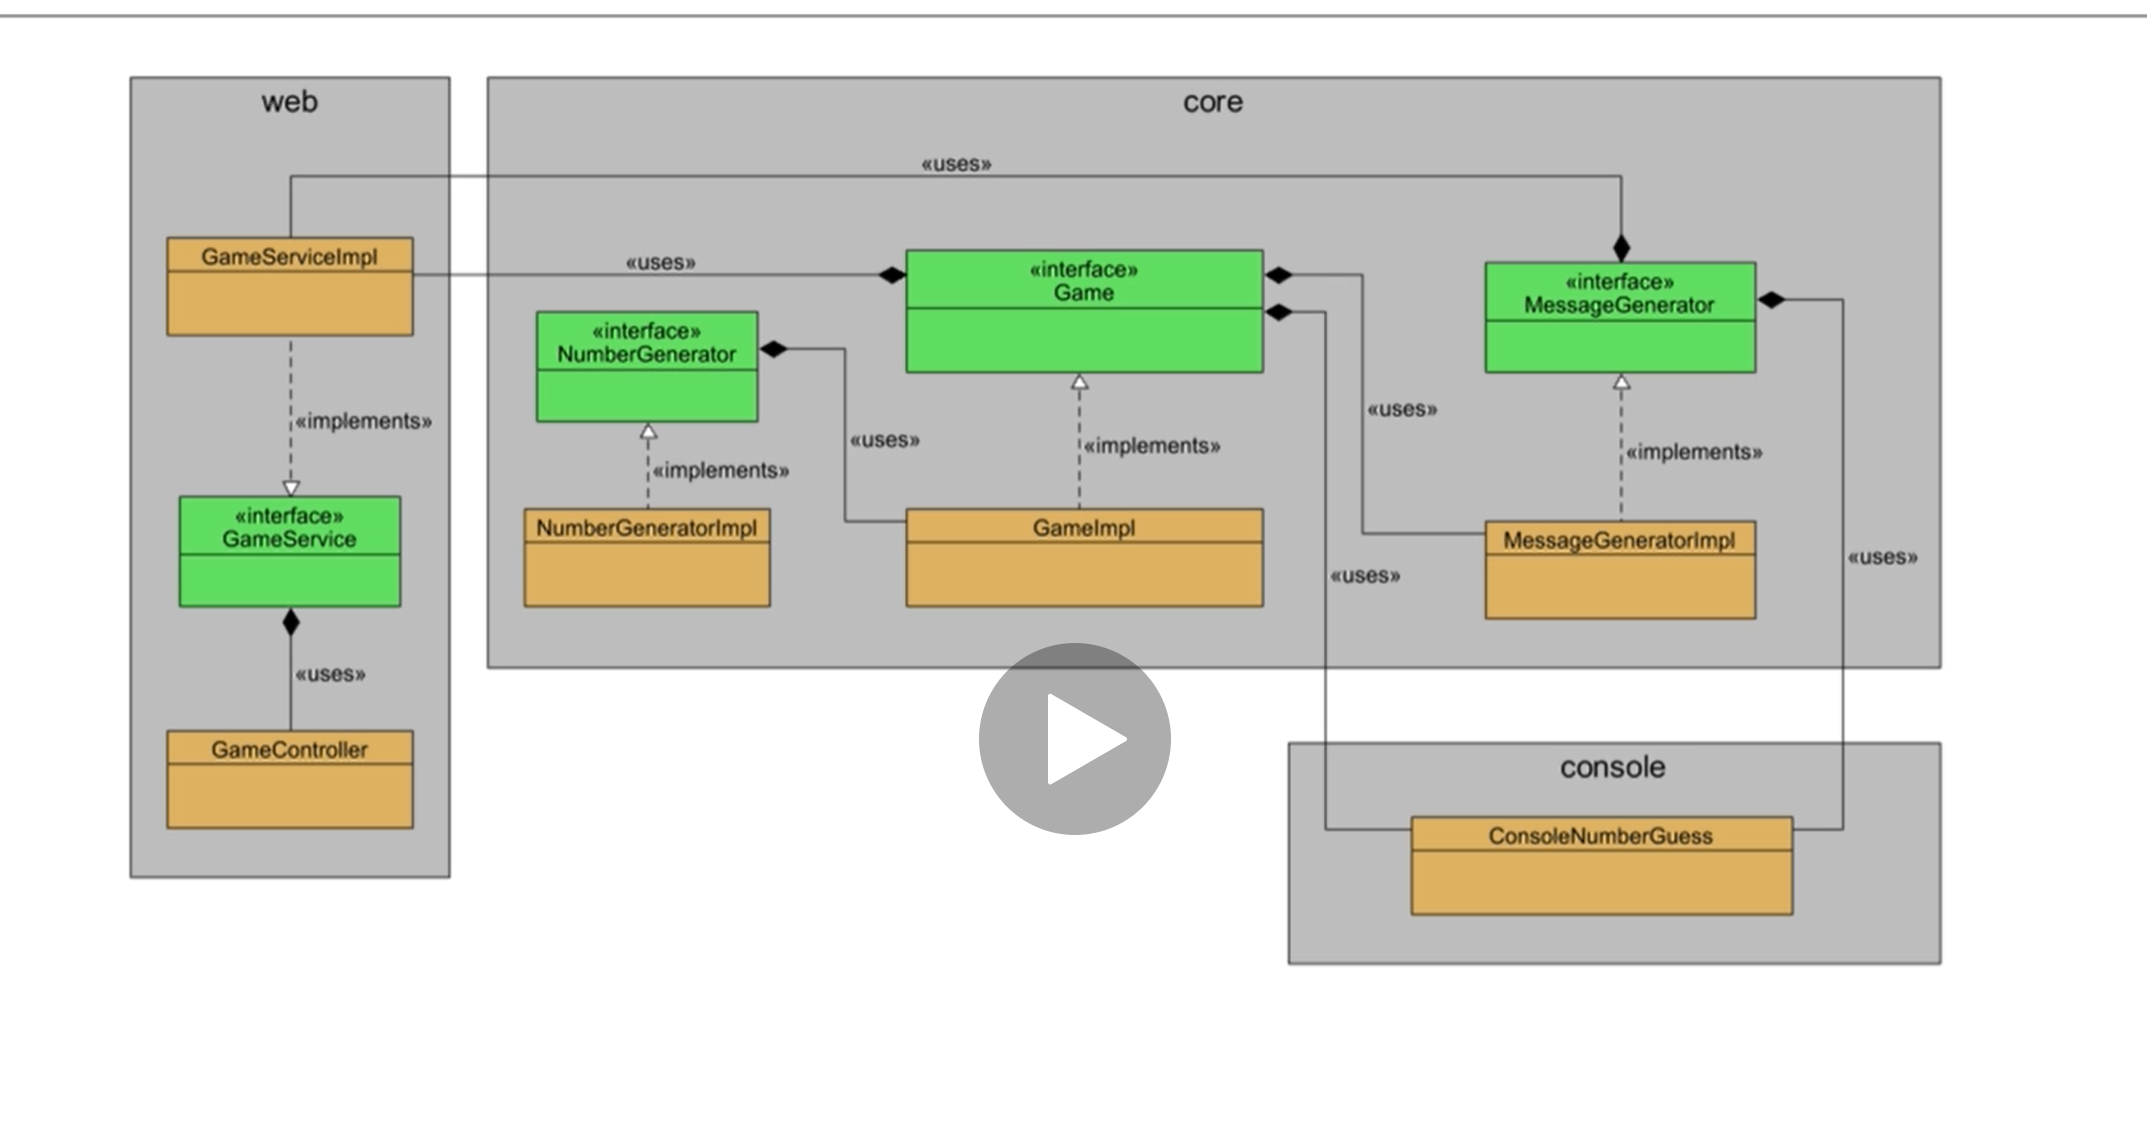 web
core
«uses»
GameServiceImpl
«uses»
«interface»
Game
«interface»
MessageGenerator
«interface»
NumberGenerator
«implements»
«uses»
«uses»
«implements»
«implements»
«implements»
NumberGeneratorImpl
GameImpl
MessageGeneratorImpl
«interface»
GameService
«uses»
«uses»
«uses»
GameController
console
ConsoleNumberGuess